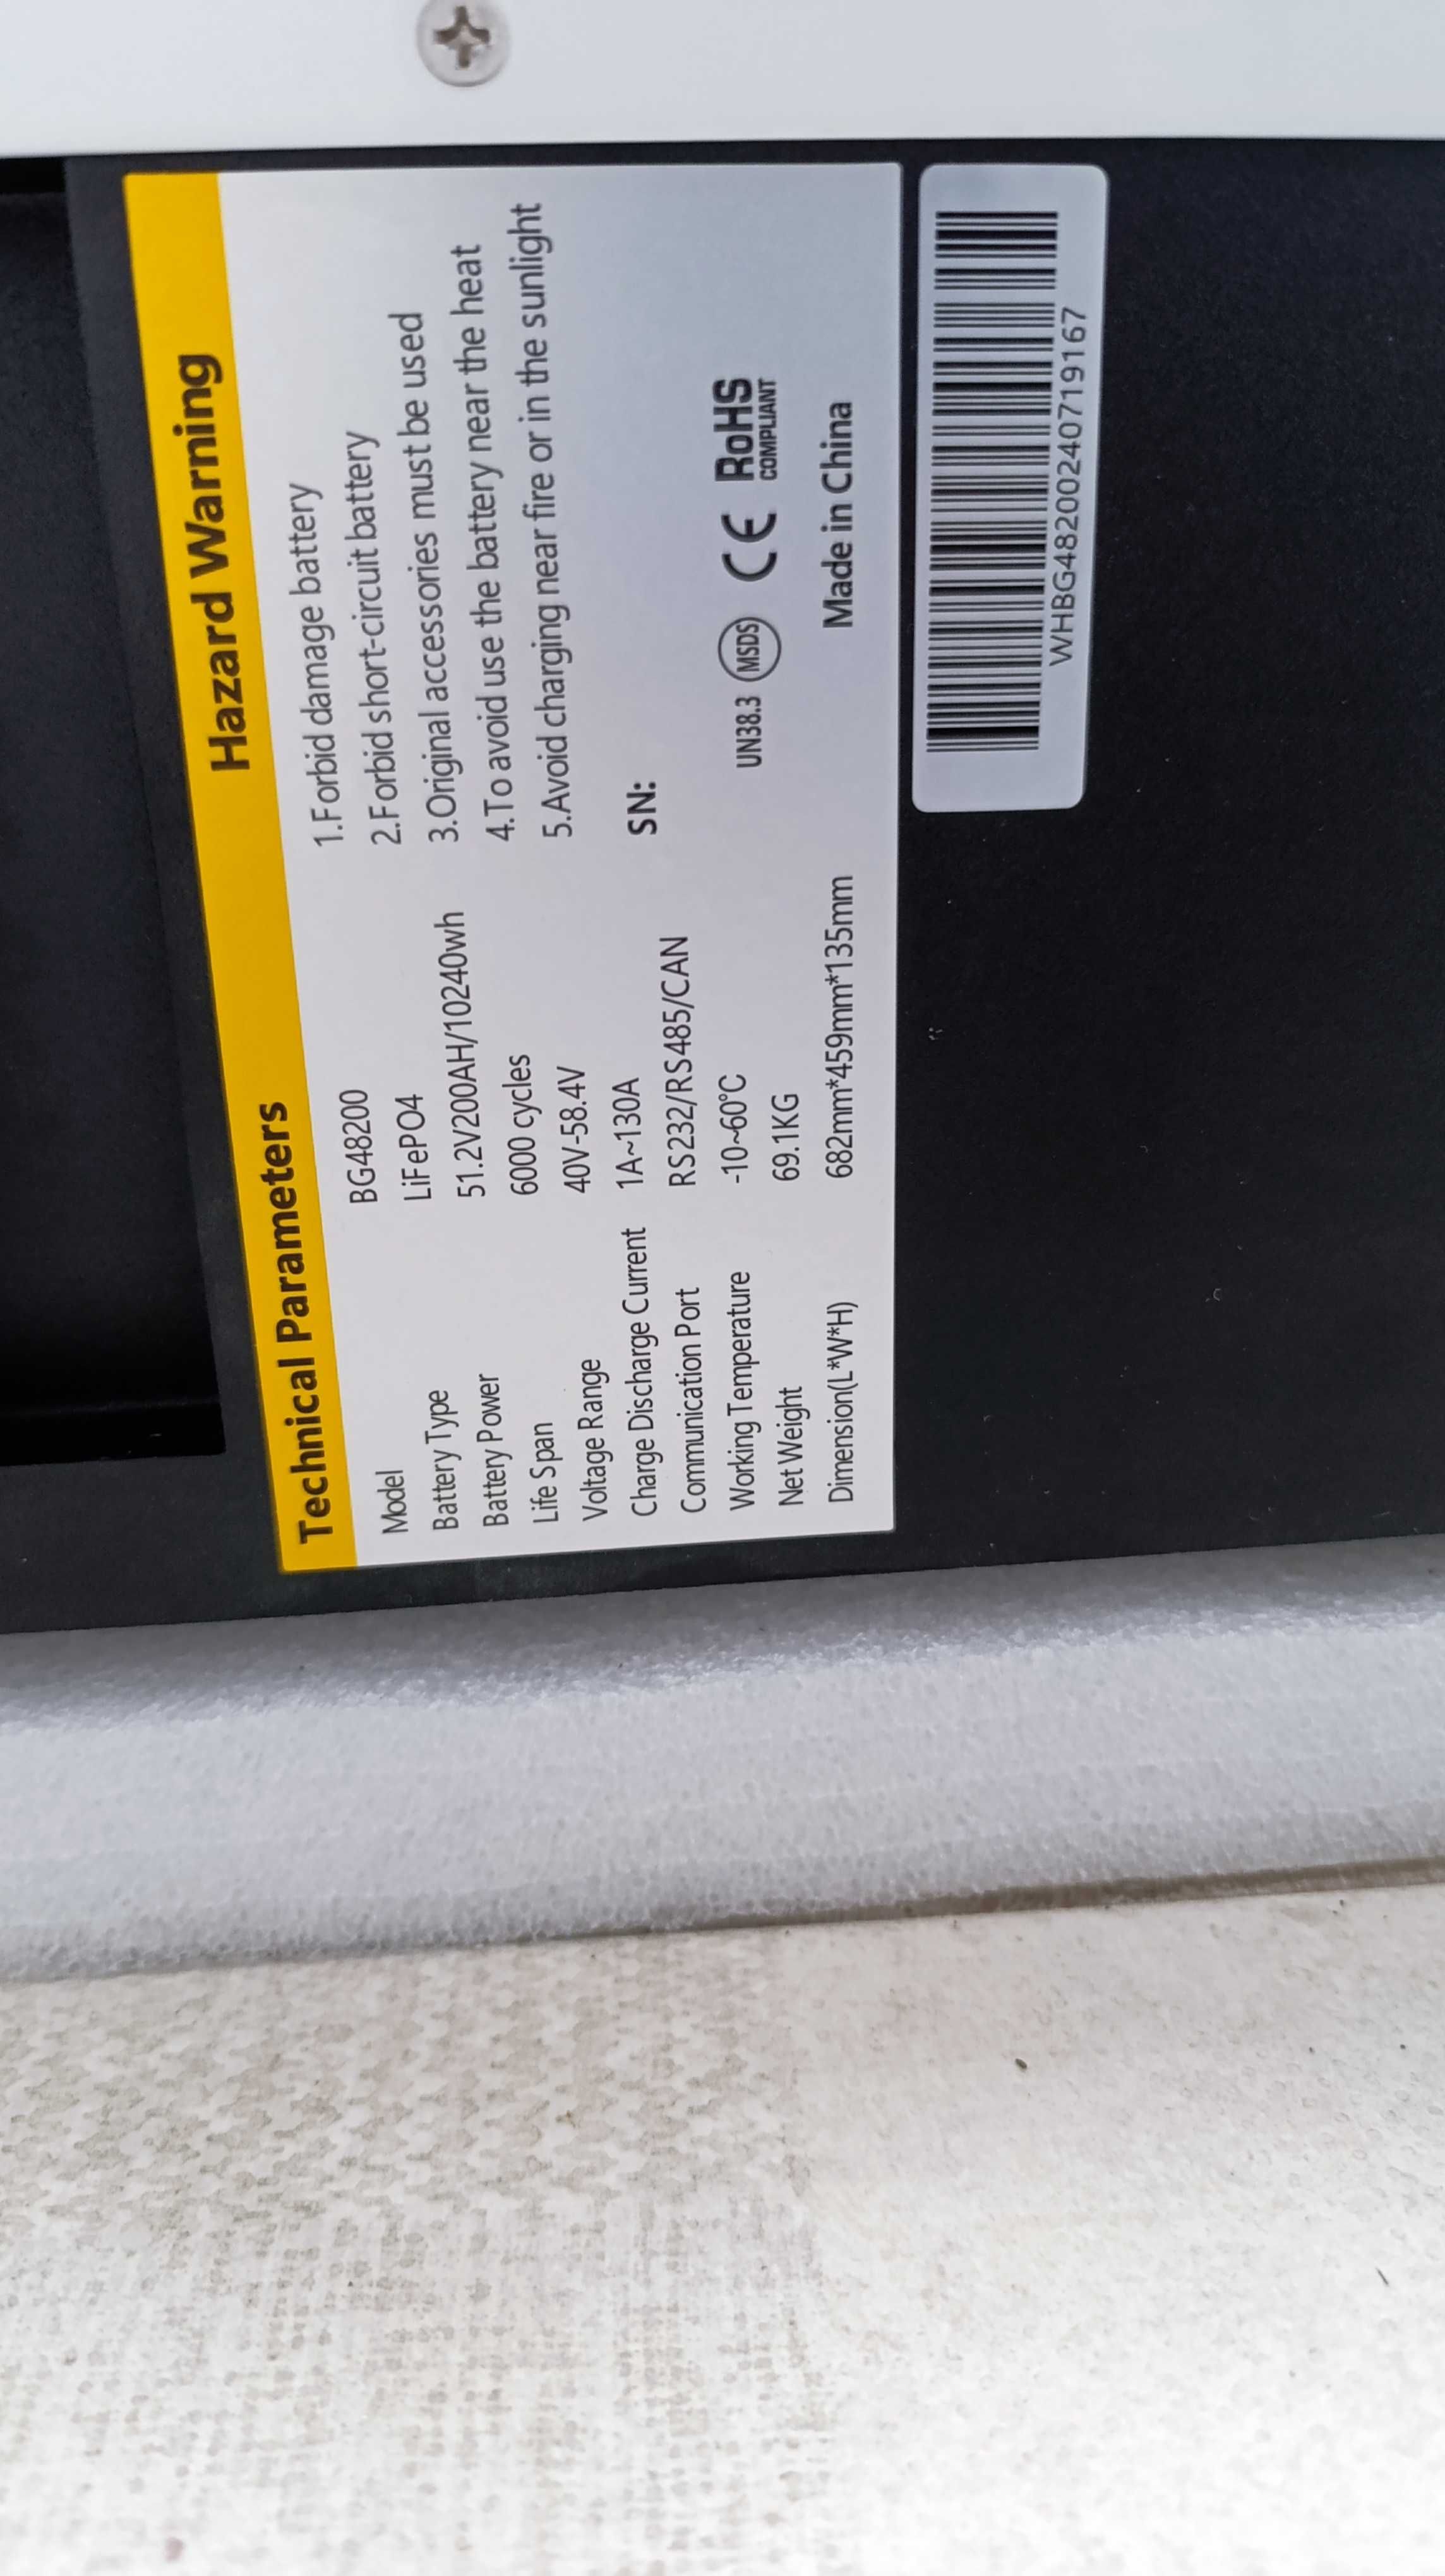 Technical Parameters
Model BG48200
Battery Type LiFePO4
Battery Power 51.2V200AH/10240wh
Life Span 6000 cycles
Voltage Range 40V-58.4V
Charge Discharge Current 1A~130A
Communication Port RS232/RS485/CAN
Working Temperature -10~60℃
Net Weight 69.1KG
Dimension(L*W*H) 682mm*459mm*135mm
Hazard Warning
1.Forbid damage battery
2.Forbid short-circuit battery
3.Original accessories must be used
4.To avoid use the battery near the heat
5.Avoid charging near fire or in the sunlight
SN:
UN38.3 MSDS CE RoHS
COMPLIANT
Made in China
WHBG48200240719167